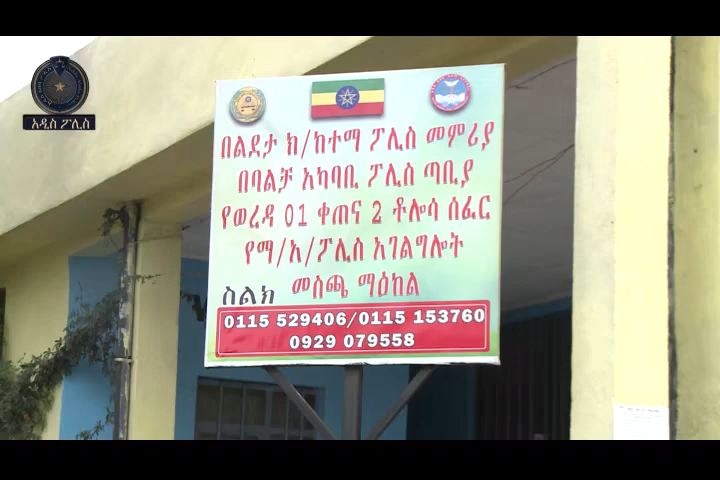 አዲስ ፖሊስ
በልደታ ክ/ከተማ ፖሊስ መምሪያ
በባልቻ አካባቢ ፖሊስ ጣቢያ
የወረዳ 01 ቀጠና 2 ቶሎሳ ሰፈር
የማ/አ/ፖሊስ አገልግሎት
መስጫ ማዕከል
ስልክ
0115 529406/0115 153760
0929 079558